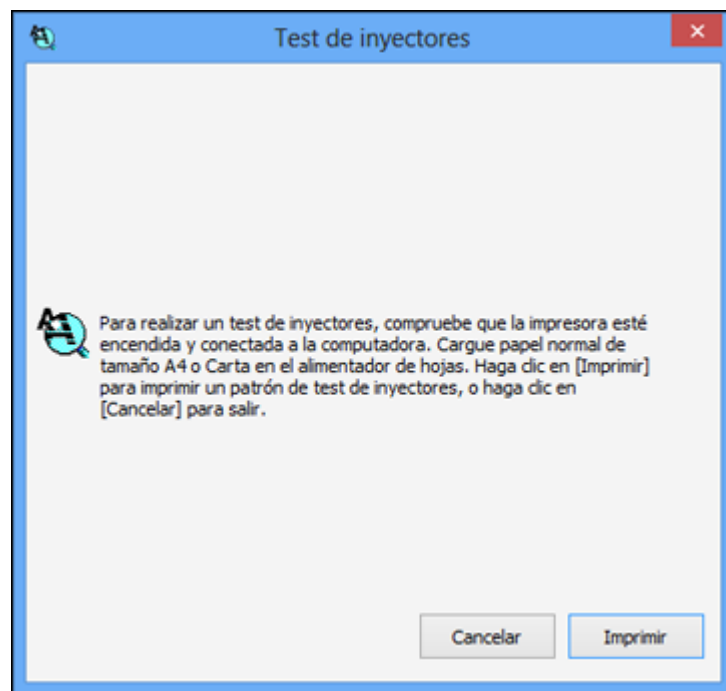 Test de inyectores
Para realizar un test de inyectores, compruebe que la impresora esté
encendida y conectada a la computadora. Cargue papel normal de
tamaño A4 o Carta en el alimentador de hojas. Haga clic en [Imprimir]
para imprimir un patrón de test de inyectores, o haga clic en
[Cancelar] para salir.
Cancelar
Imprimir